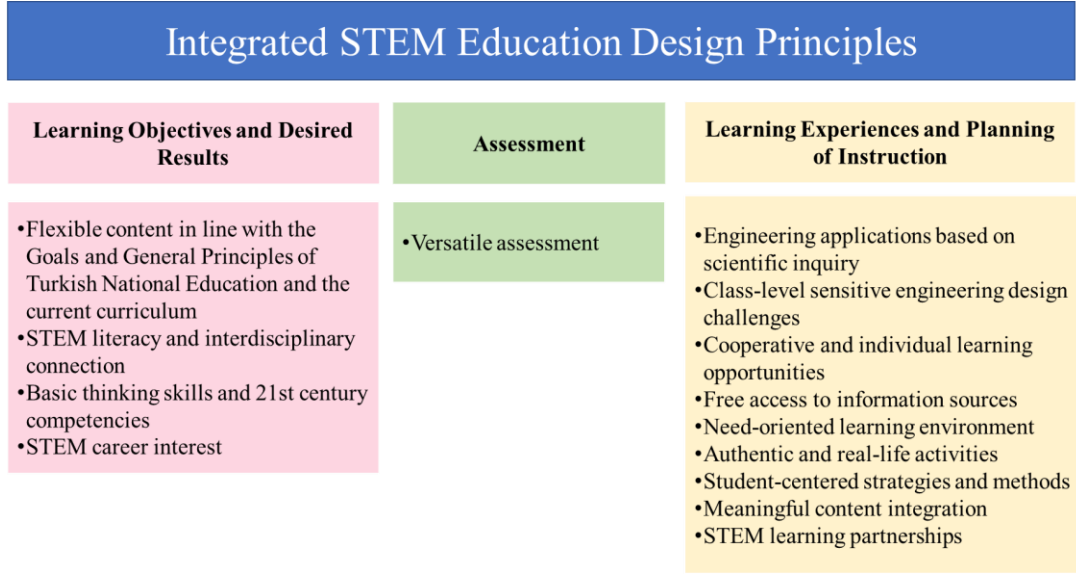 Integrated STEM Education Design Principles
Learning Objectives and Desired
Results
•Flexible content in line with the
Goals and General Principles of
Turkish National Education and the
current curriculum
•STEM literacy and interdisciplinary
connection
•Basic thinking skills and 21st century
competencies
•STEM career interest
Assessment
•Versatile assessment
Learning Experiences and Planning
of Instruction
•Engineering applications based on
scientific inquiry
•Class-level sensitive engineering design
challenges
•Cooperative and individual learning
opportunities
•Free access to information sources
•Need-oriented learning environment
•Authentic and real-life activities
•Student-centered strategies and methods
•Meaningful content integration
•STEM learning partnerships